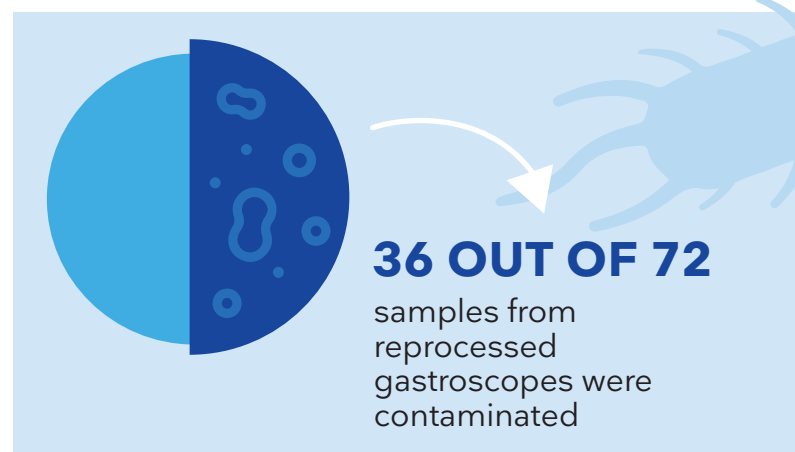 36 OUT OF 72
samples from
reprocessed
gastroscopes were
contaminated